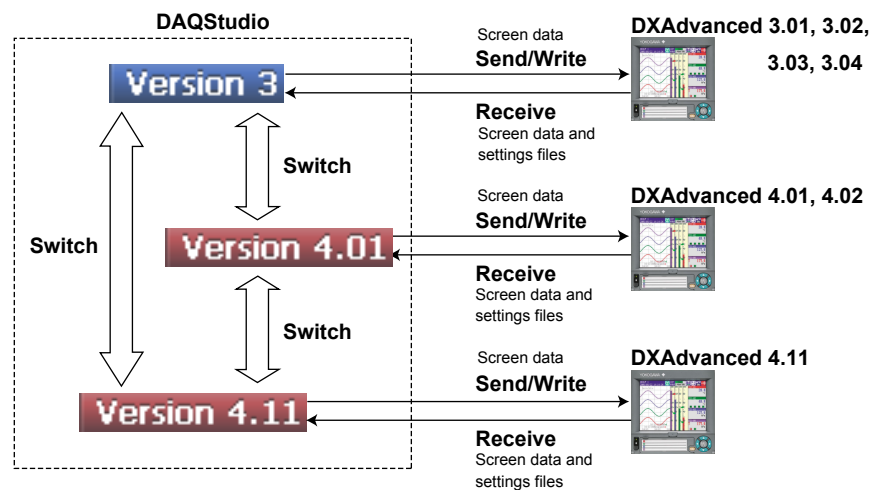 DAQStudio
Version 3
Switch
Switch
Version 4.01
Switch
Version 4.11
Screen data
Send/Write
Receive
Screen data and
settings files
DXAdvanced 3.01, 3.02,
3.03, 3.04
Screen data
Send/Write
Receive
Screen data and
settings files
DXAdvanced 4.01, 4.02
Screen data
Send/Write
Receive
Screen data and
settings files
DXAdvanced 4.11